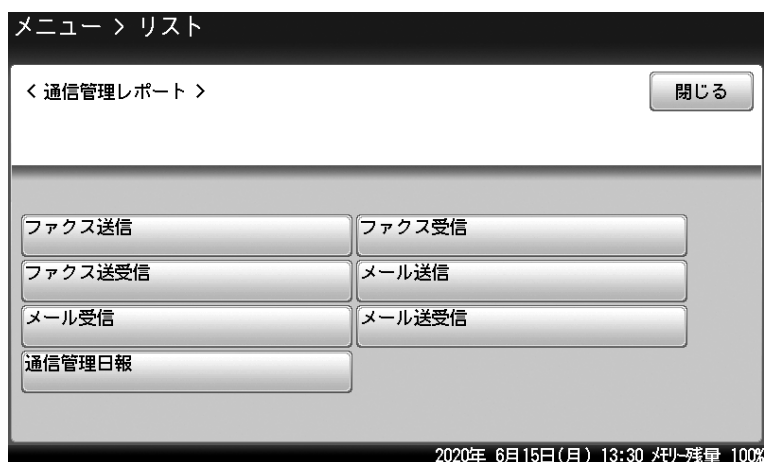 メニュー > リスト
< 通信管理レポート >
閉じる
ファクス送信
ファクス受信
ファクス送受信
メール送信
メール受信
メール送受信
通信管理日報
2020年 6月15日(月) 13:30 ﾒﾓﾘｰ残量 100%